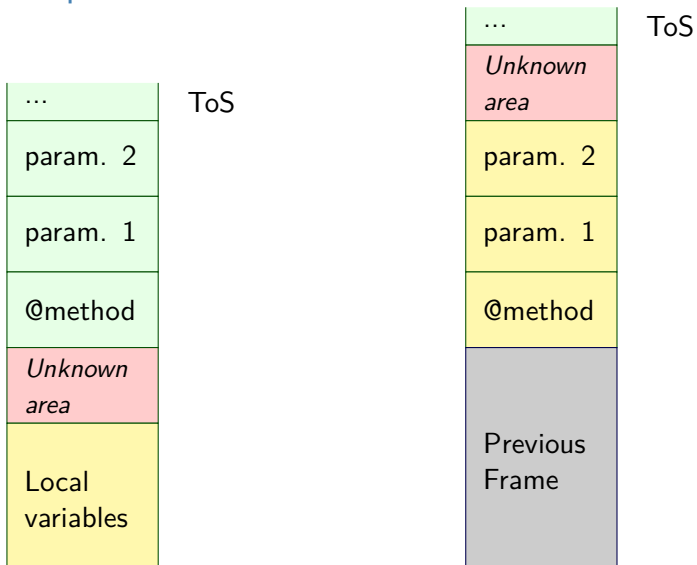 ...
ToS
param. 2
param. 1
@method
Unknown
area
Local
variables
...
ToS
Unknown
area
param. 2
param. 1
@method
Previous
Frame